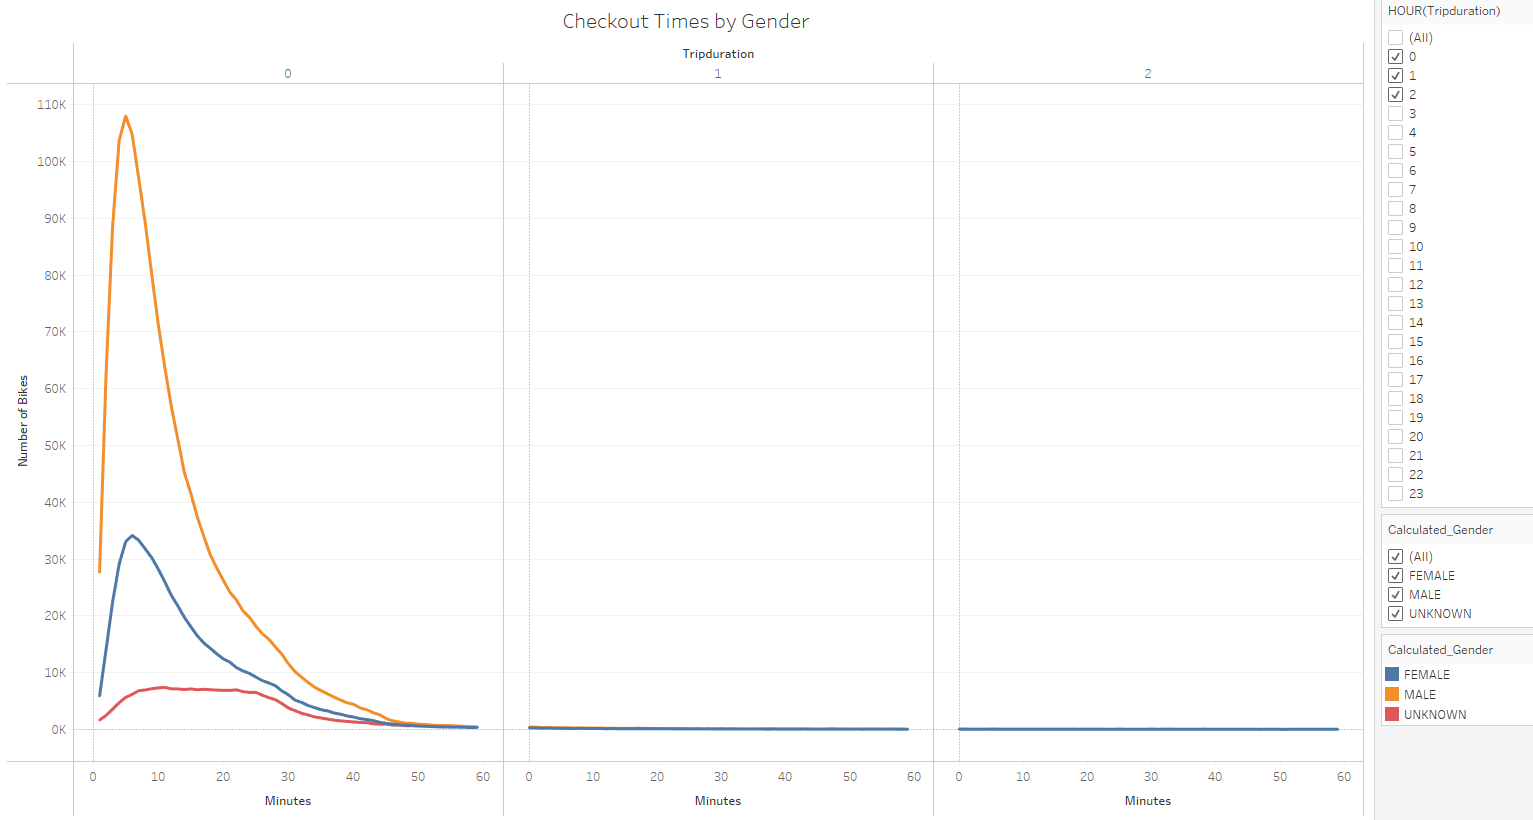 Checkout Times by Gender
Tripduration
0 1 2
110K
100K
90K
80K
70K
60K
50K
40K
30K
20K
10K
0K
Number of Bikes
0 10 20 30 40 50 60 0 10 20 30 40 50 60 0 10 20 30 40 50 60
Minutes Minutes Minutes
HOUR(Tripduration)
(All)
0
1
2
3
4
5
6
7
8
9
10
11
12
13
14
15
16
17
18
19
20
21
22
23
Calculated_Gender
(All)
FEMALE
MALE
UNKNOWN
Calculated_Gender
FEMALE
MALE
UNKNOWN